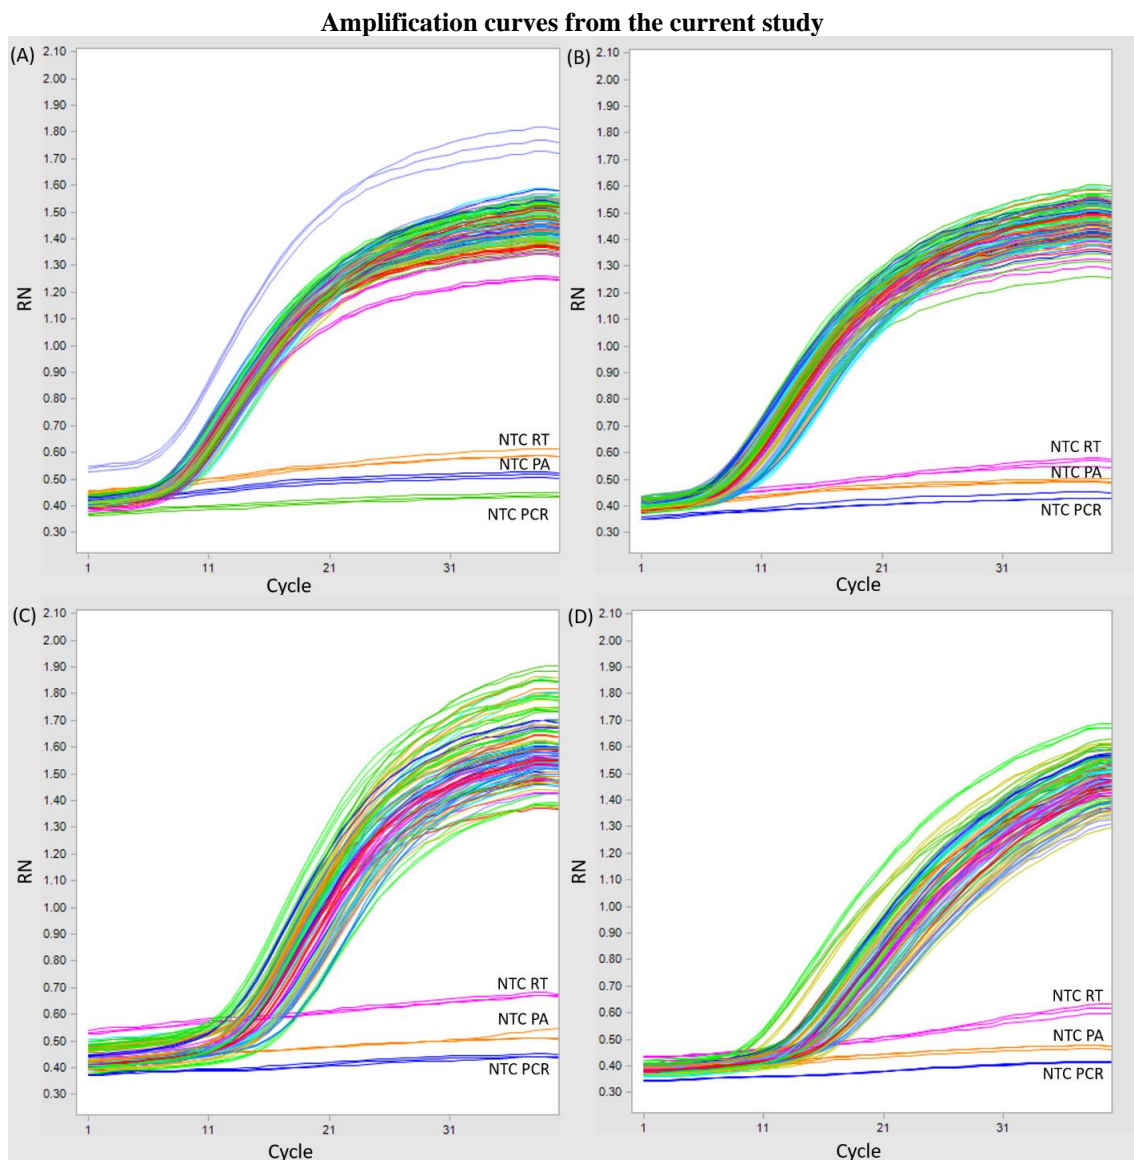 Amplification curves from the current study
(A)
2.10
2.00
1.90
1.80
1.70
1.60
1.50
1.40
1.30
1.20
1.10
1.00
0.90
0.80
0.70
0.60
0.50
0.40
0.30
RN
NTC RT
NTC PA
NTC PCR
1 11 21 31
Cycle
(B)
2.10
2.00
1.90
1.80
1.70
1.60
1.50
1.40
1.30
1.20
1.10
1.00
0.90
0.80
0.70
0.60
0.50
0.40
0.30
RN
NTC RT
NTC PA
NTC PCR
1 11 21 31
Cycle
(C)
2.10
2.00
1.90
1.80
1.70
1.60
1.50
1.40
1.30
1.20
1.10
1.00
0.90
0.80
0.70
0.60
0.50
0.40
0.30
RN
NTC RT
NTC PA
NTC PCR
1 11 21 31
Cycle
(D)
2.10
2.00
1.90
1.80
1.70
1.60
1.50
1.40
1.30
1.20
1.10
1.00
0.90
0.80
0.70
0.60
0.50
0.40
0.30
RN
NTC RT
NTC PA
NTC PCR
1 11 21 31
Cycle